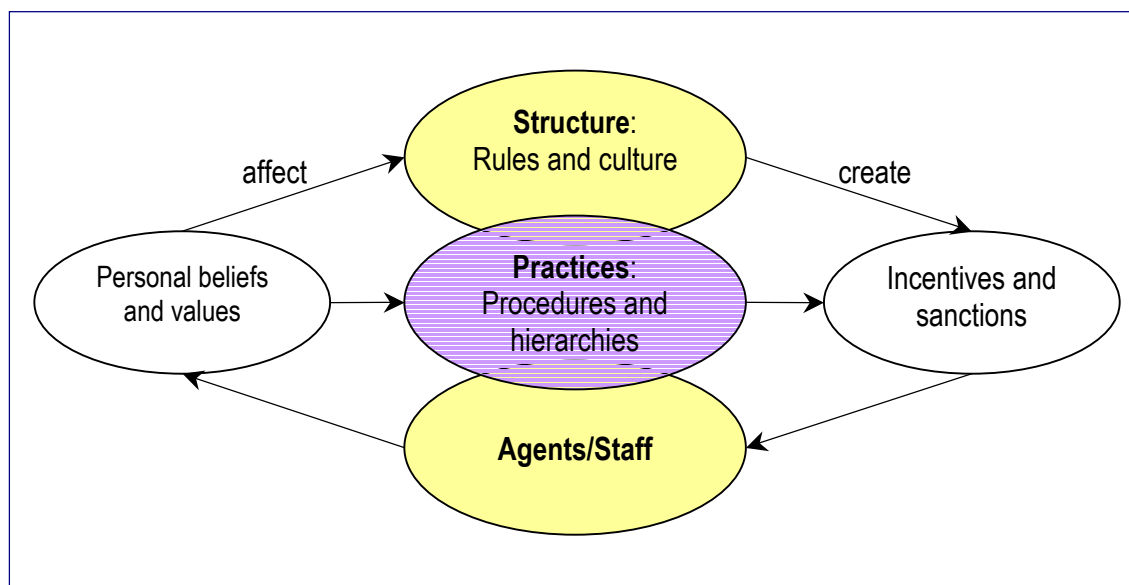 Structure:
Rules and culture
affect
create
Practices:
Procedures and
hierarchies
Personal beliefs
and values
Incentives and
sanctions
Agents/Staff